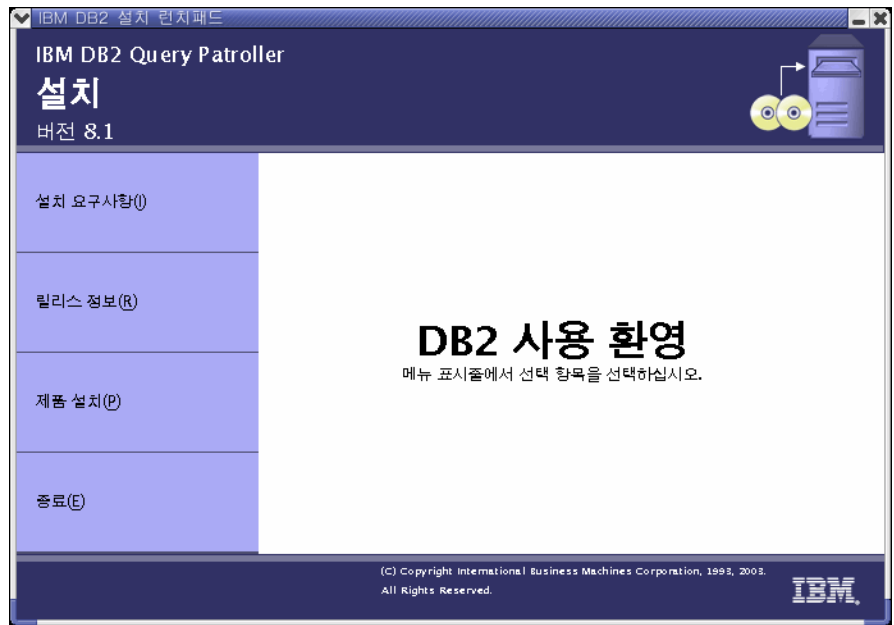 IBM DB2 설치 런치패드
IBM DB2 Query Patroller
설치
버전 8.1
설치 요구사항(I)
릴리스 정보(R)
제품 설치(P)
종료(E)
DB2 사용 환영
메뉴 표시줄에서 선택 항목을 선택하십시오.
(C) Copyright International Business Machines Corporation, 1993, 2003.
All Rights Reserved.
IBM.